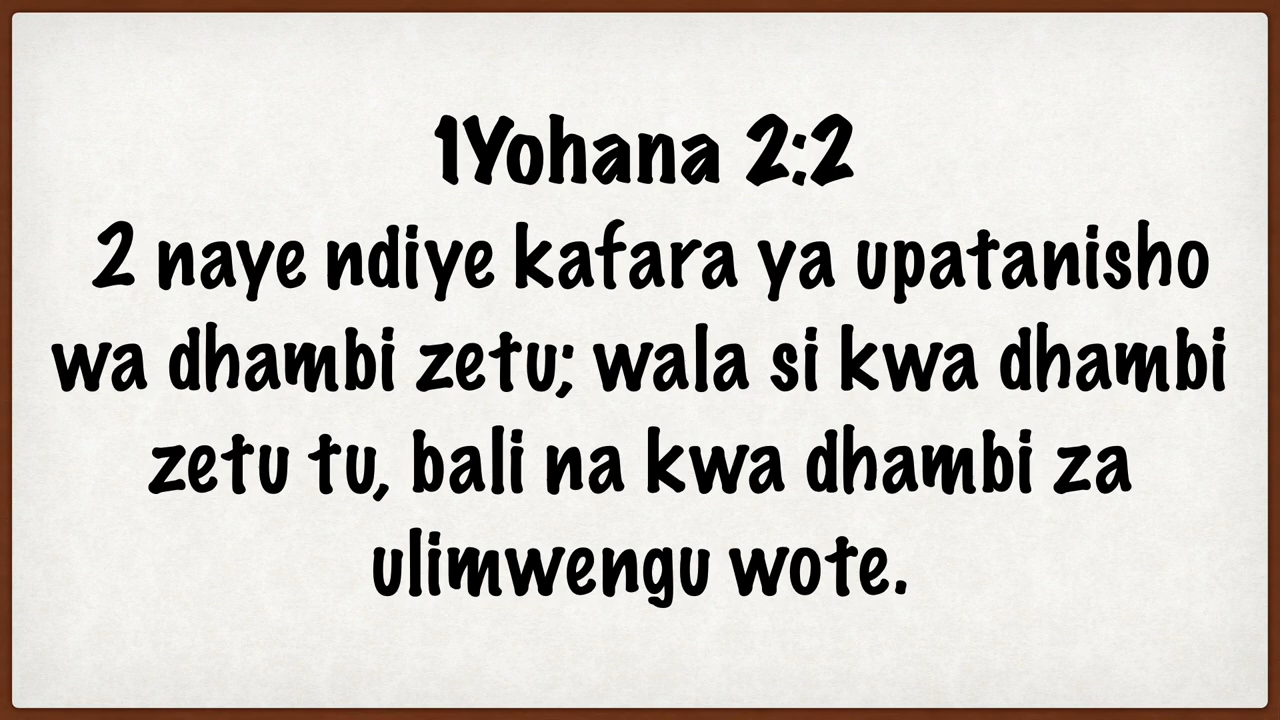 1Yohana 2:2
2 naye ndiye kafara ya upatanisho
wa dhambi zetu; wala si kwa dhambi
zetu tu, bali na kwa dhambi za
ulimwengu wote.